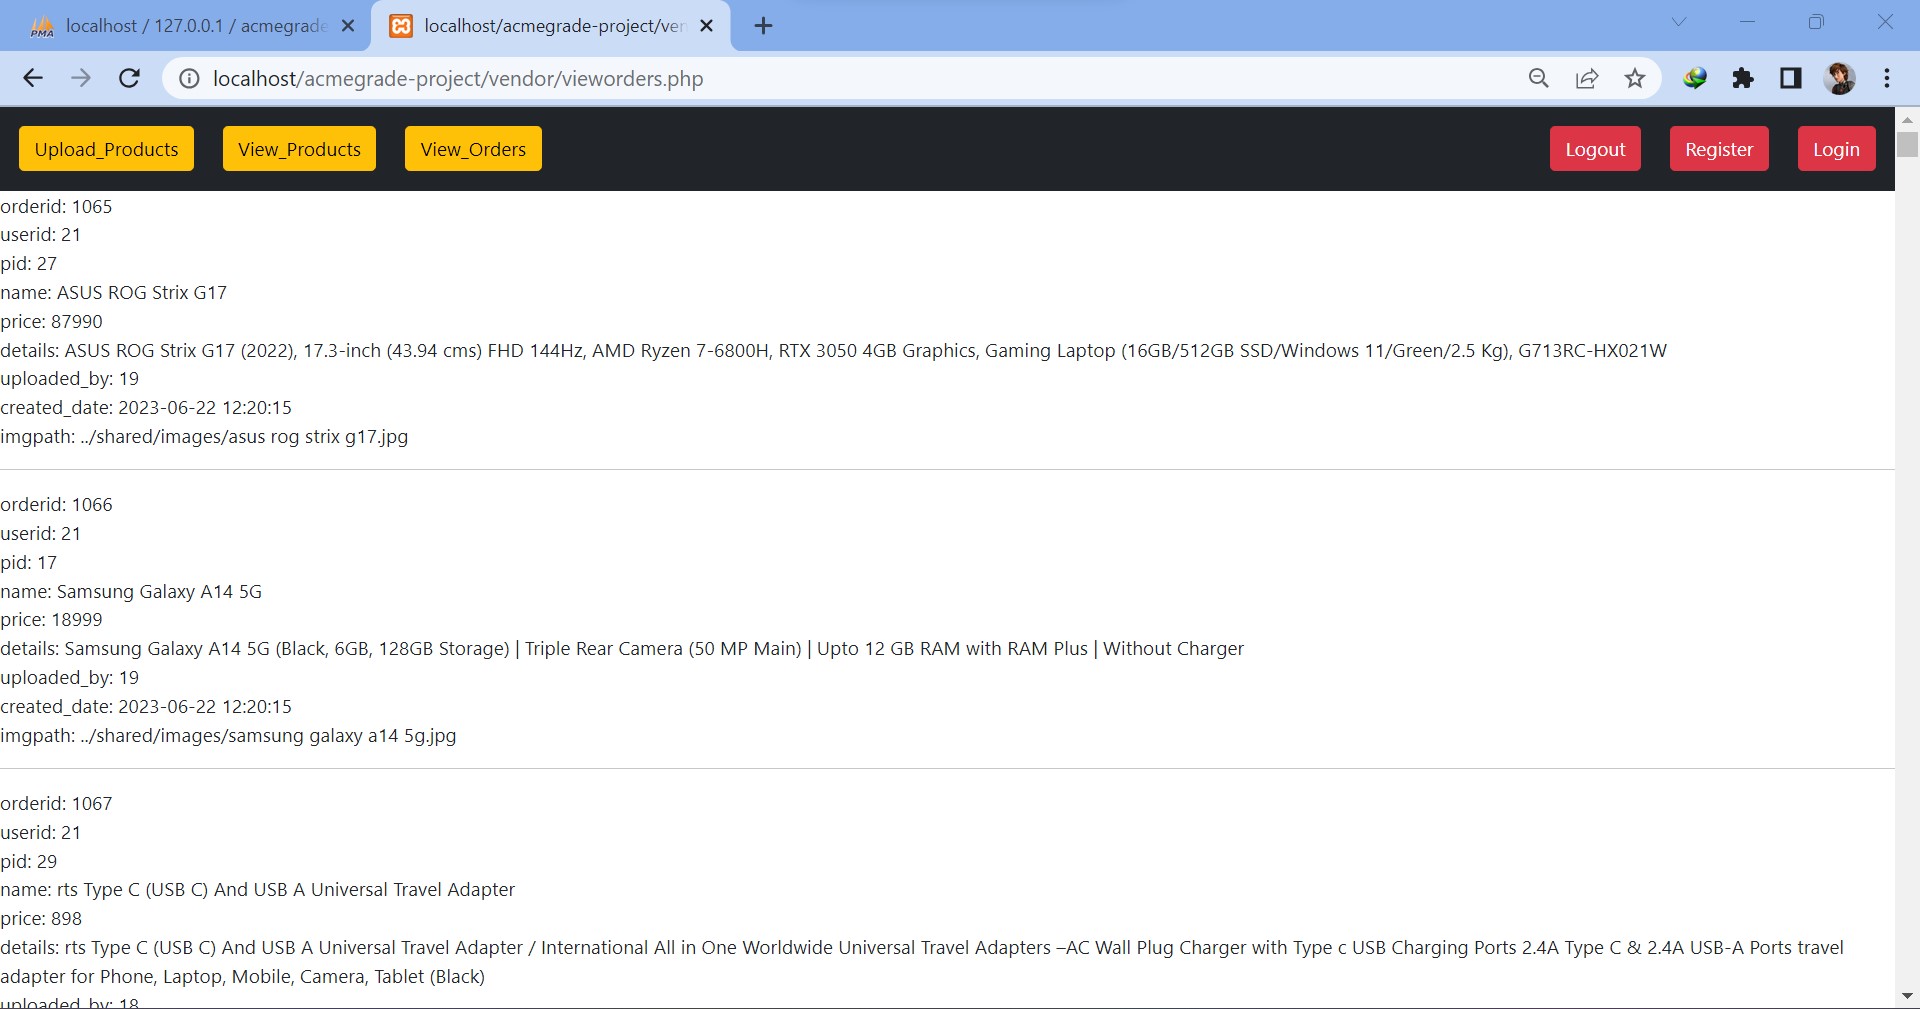 localhost / 127.0.0.1 / acmegrade
localhost/acmegrade-project/ven
localhost/acmegrade-project/vendor/vieworders.php
Upload_Products View_Products View_Orders Logout Register Login
orderid: 1065
userid: 21
pid: 27
name: ASUS ROG Strix G17
price: 87990
details: ASUS ROG Strix G17 (2022), 17.3-inch (43.94 cms) FHD 144Hz, AMD Ryzen 7-6800H, RTX 3050 4GB Graphics, Gaming Laptop (16GB/512GB SSD/Windows 11/Green/2.5 Kg), G713RC-HX021W
uploaded_by: 19
created_date: 2023-06-22 12:20:15
imgpath: ../shared/images/asus rog strix g17.jpg
orderid: 1066
userid: 21
pid: 17
name: Samsung Galaxy A14 5G
price: 18999
details: Samsung Galaxy A14 5G (Black, 6GB, 128GB Storage) | Triple Rear Camera (50 MP Main) | Upto 12 GB RAM with RAM Plus | Without Charger
uploaded_by: 19
created_date: 2023-06-22 12:20:15
imgpath: ../shared/images/samsung galaxy a14 5g.jpg
orderid: 1067
userid: 21
pid: 29
name: rts Type C (USB C) And USB A Universal Travel Adapter
price: 898
details: rts Type C (USB C) And USB A Universal Travel Adapter / International All in One Worldwide Universal Travel Adapters –AC Wall Plug Charger with Type c USB Charging Ports 2.4A Type C & 2.4A USB-A Ports travel
adapter for Phone, Laptop, Mobile, Camera, Tablet (Black)
uploaded_by: 18